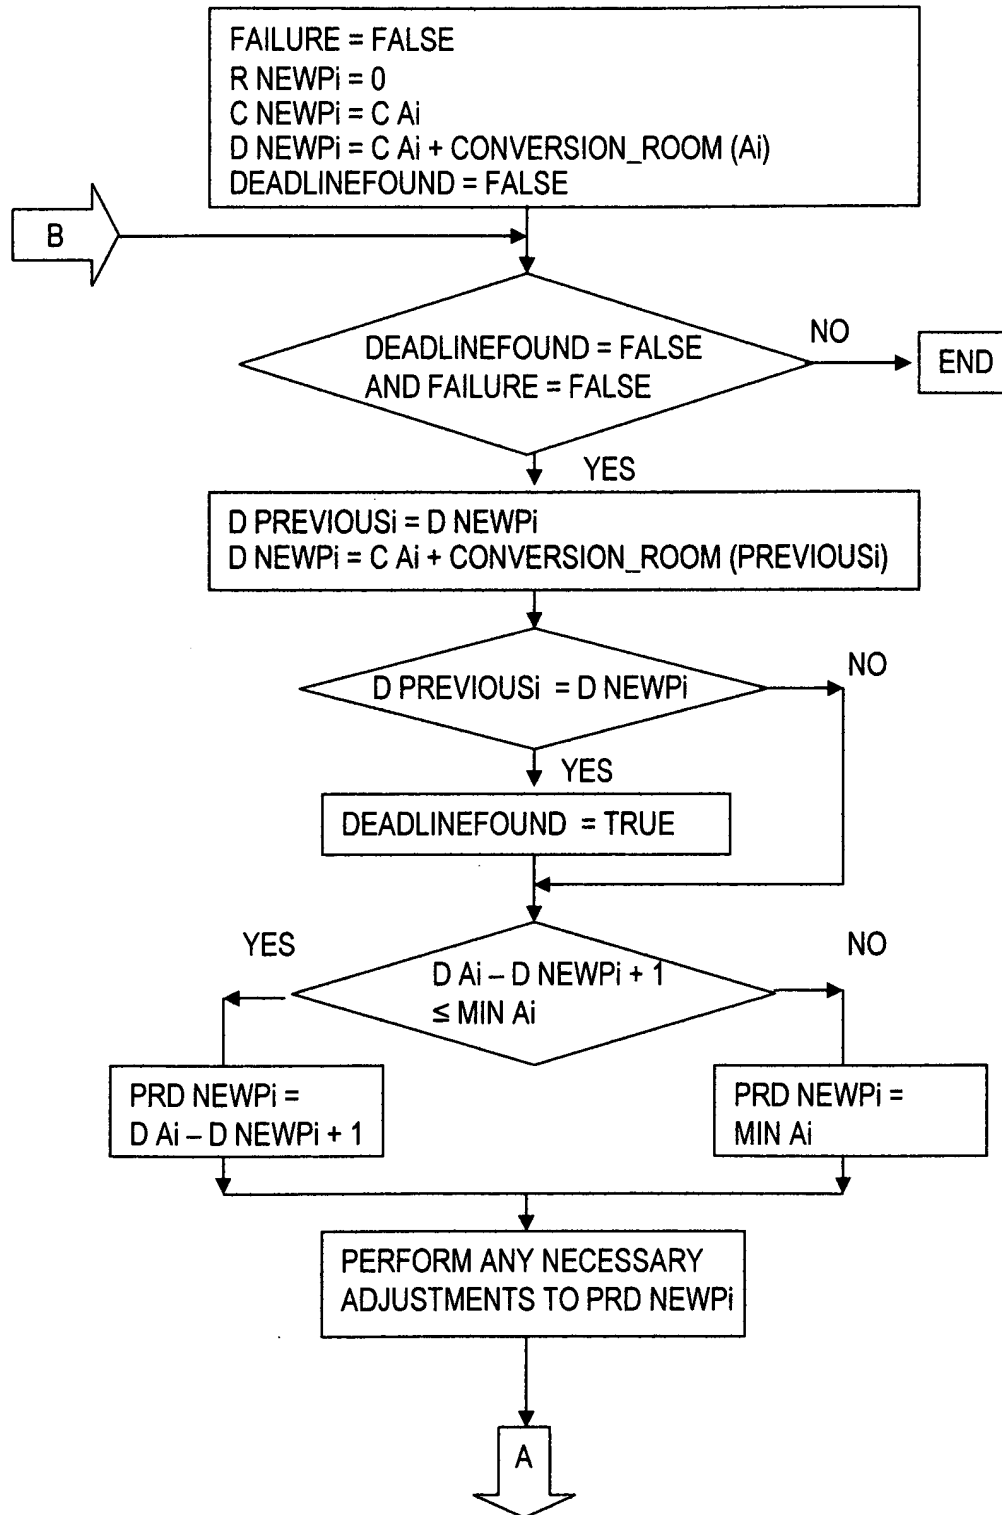 FAILURE = FALSE
R NEWPi = 0
C NEWPi = C Ai
D NEWPi = C Ai + CONVERSION_ROOM (Ai)
DEADLINEFOUND = FALSE
B
DEADLINEFOUND = FALSE
AND FAILURE = FALSE
NO
END
YES
D PREVIOUSi = D NEWPi
D NEWPi = C Ai + CONVERSION_ROOM (PREVIOUSi)
D PREVIOUSi = D NEWPi
NO
YES
DEADLINEFOUND = TRUE
YES
D Ai – D NEWPi + 1
≤ MIN Ai
NO
PRD NEWPi =
D Ai – D NEWPi + 1
PRD NEWPi =
MIN Ai
PERFORM ANY NECESSARY
ADJUSTMENTS TO PRD NEWPi
A